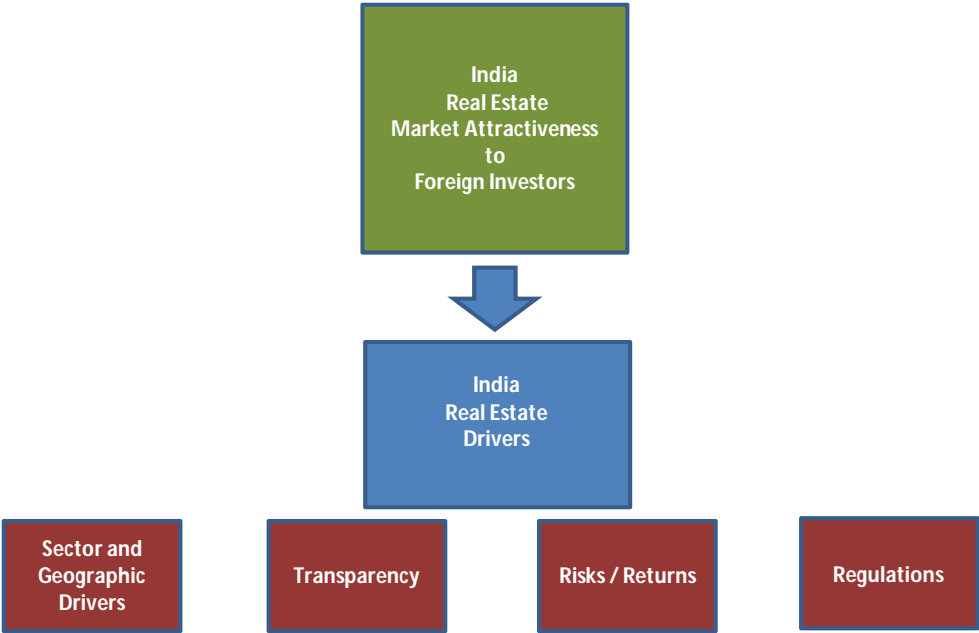 India
Real Estate
Market Attractiveness
to
Foreign Investors
India
Real Estate
Drivers
Sector and
Geographic
Drivers
Transparency
Risks / Returns
Regulations